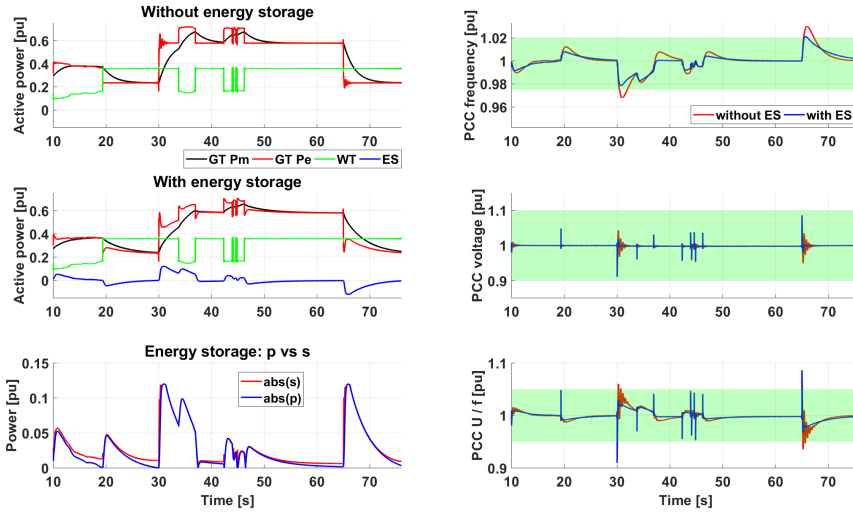 Without energy storage
Active power [pu]
0.6
0.4
0.2
0
10 20 30 40 50 60 70
GT Pm GT Pe WT ES
With energy storage
Active power [pu]
0.6
0.4
0.2
0
10 20 30 40 50 60 70
Energy storage: p vs s
Power [pu]
0.15
0.1
0.05
0
abs(s)
abs(p)
10 20 30 40 50 60 70
Time [s]
PCC frequency [pu]
1.02
1
0.98
0.96
without ES with ES
10 20 30 40 50 60 70
PCC voltage [pu]
1.1
1
0.9
10 20 30 40 50 60 70
PCC U / f [pu]
1.1
1
0.9
10 20 30 40 50 60 70
Time [s]